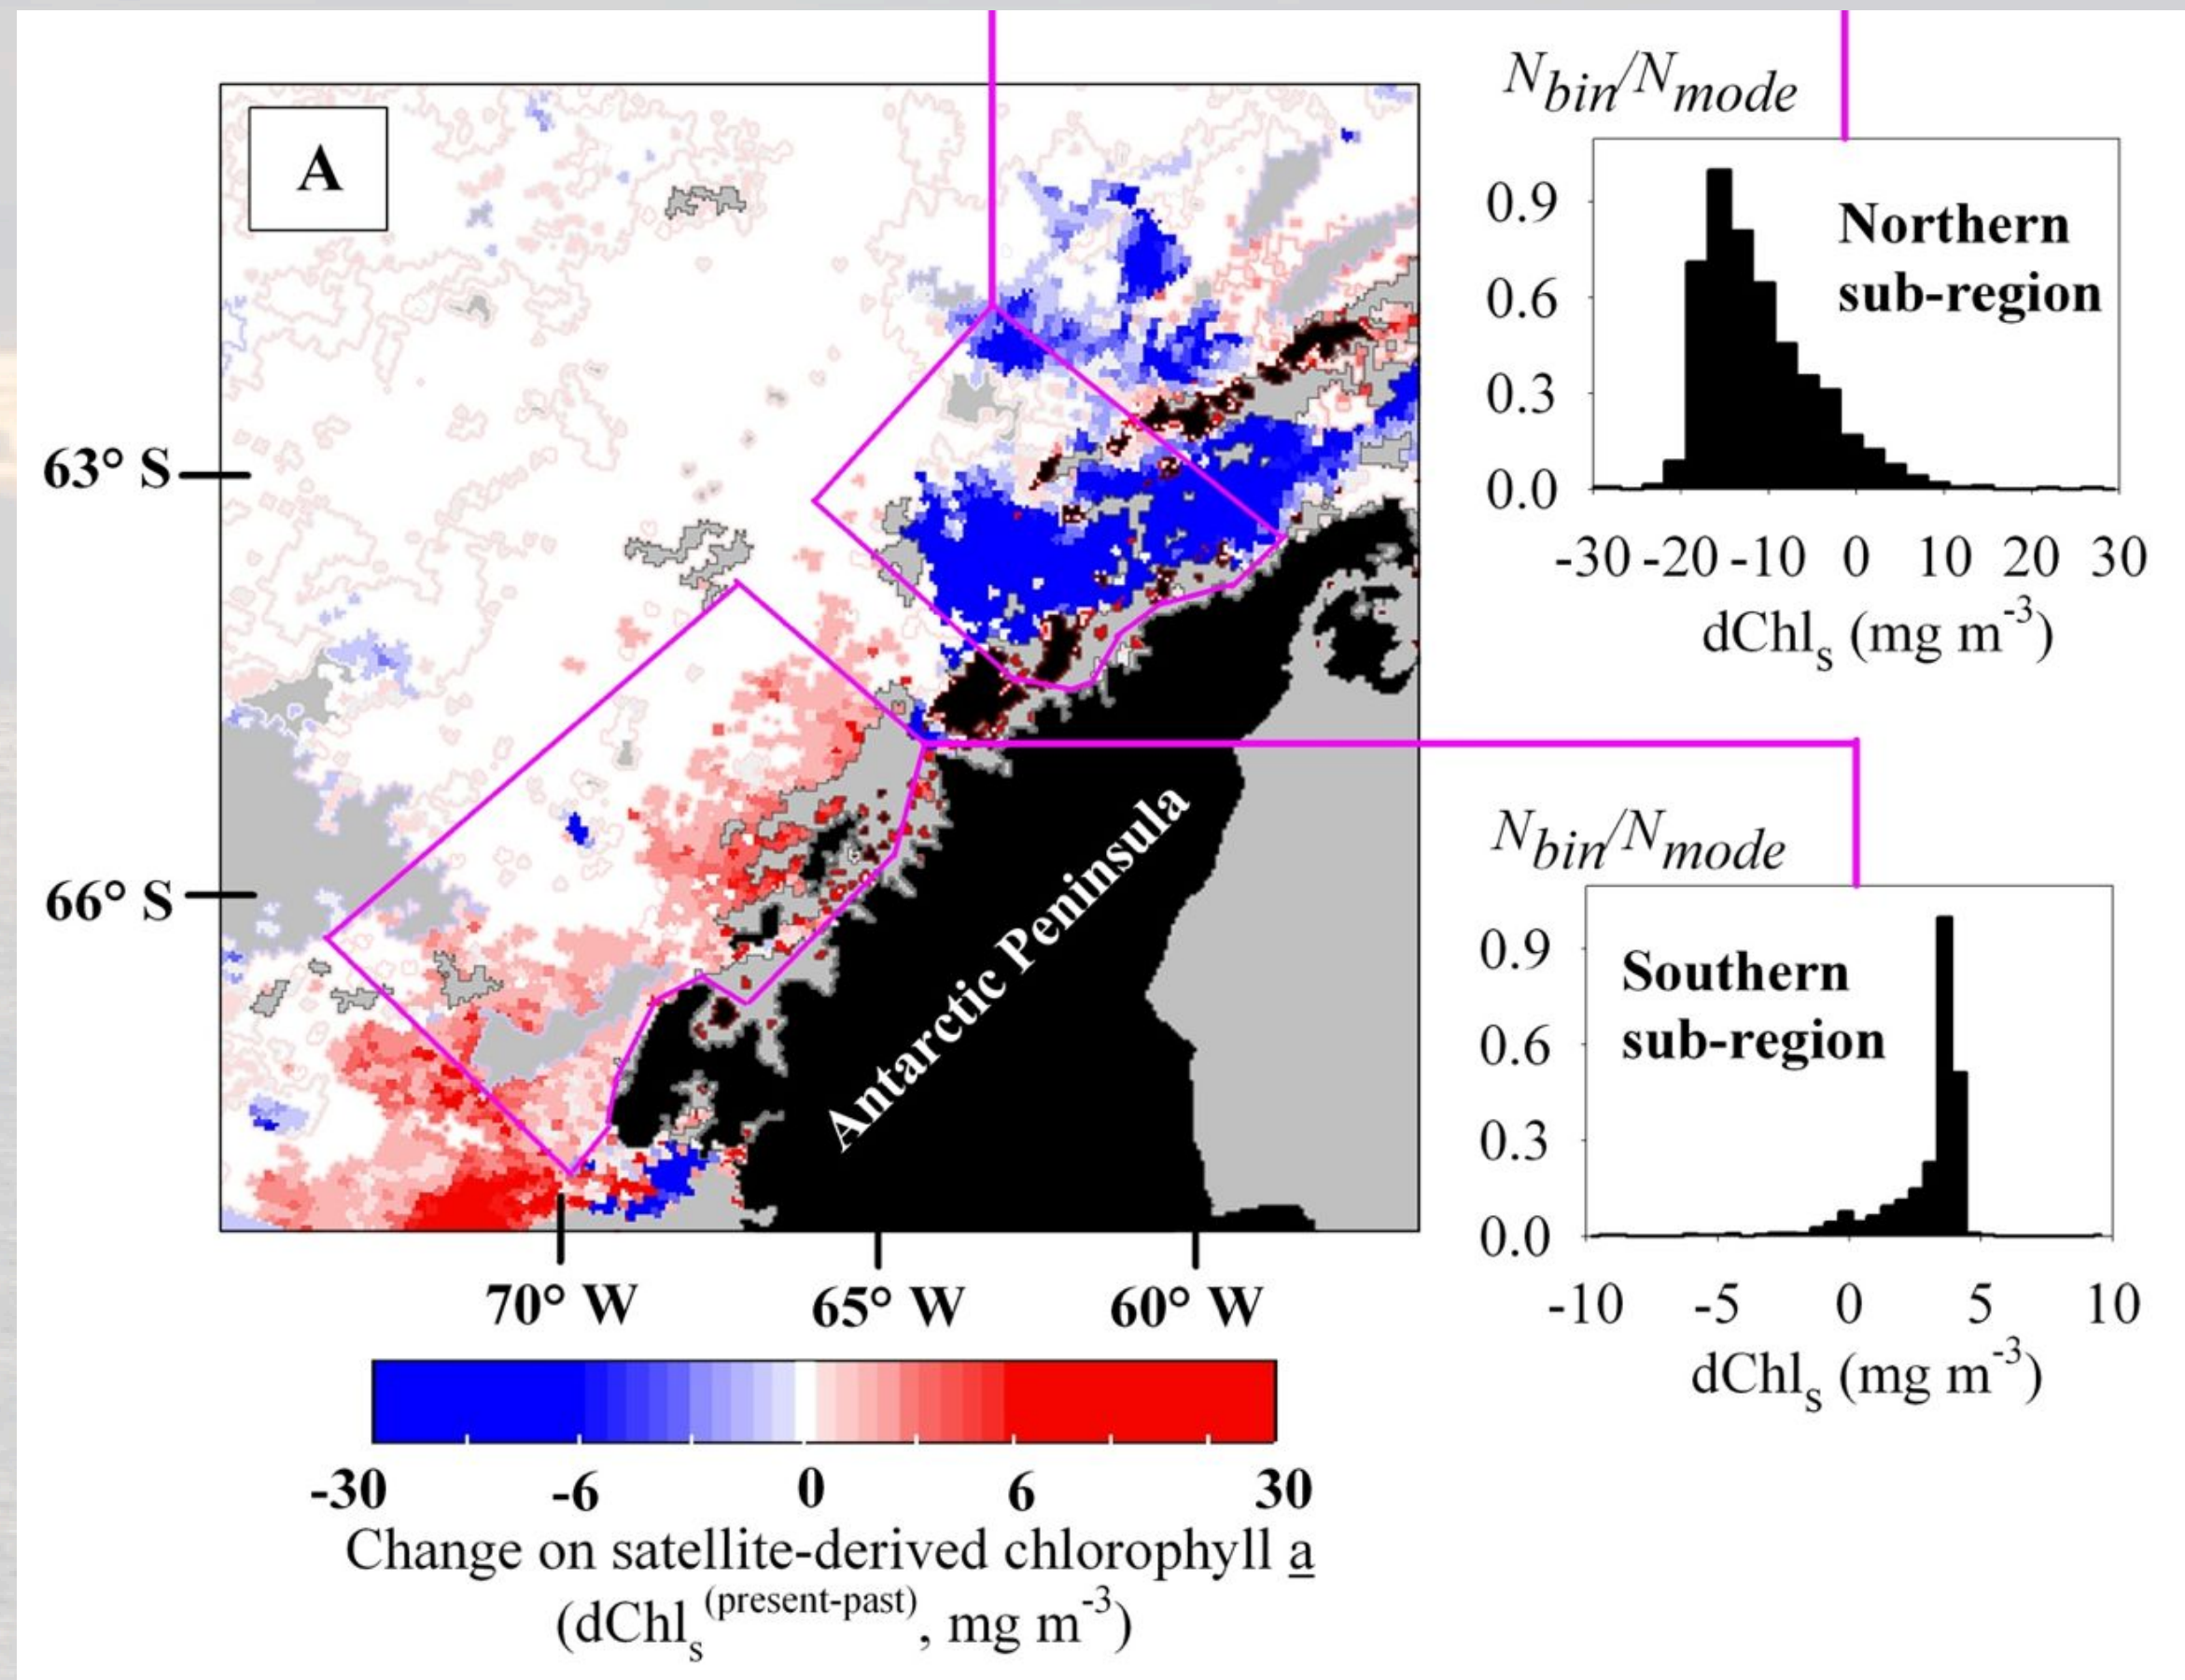 A
63° S
66° S
70° W
65° W
60° W
Antarctic Peninsula
-30
-6
0
6
30
Change on satellite-derived chlorophyll a
(dChls (present-past), mg m-3)
Nbin/Nmode
Northern
sub-region
0.9
0.6
0.3
0.0
-30 -20 -10 0 10 20 30
dChls (mg m-3)
Nbin/Nmode
Southern
sub-region
0.9
0.6
0.3
0.0
-10 -5 0 5 10
dChls (mg m-3)